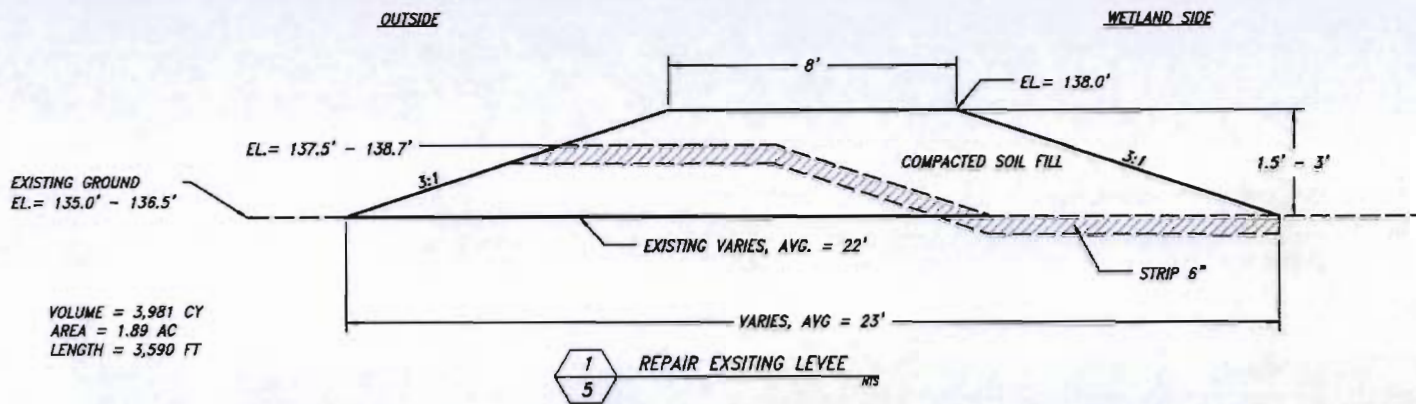 OUTSIDE
WETLAND SIDE
8'
EL.= 138.0'
EL.= 137.5' - 138.7'
COMPACTED SOIL FILL
3:1
1.5' - 3'
3:1
EXISTING GROUND
EL.= 135.0' - 136.5'
EXISTING VARIES, AVG. = 22'
STRIP 6"
VOLUME = 3,981 CY
AREA = 1.89 AC
LENGTH = 3,590 FT
VARIES, AVG = 23'
1
5
REPAIR EXSITING LEVEE
NTS